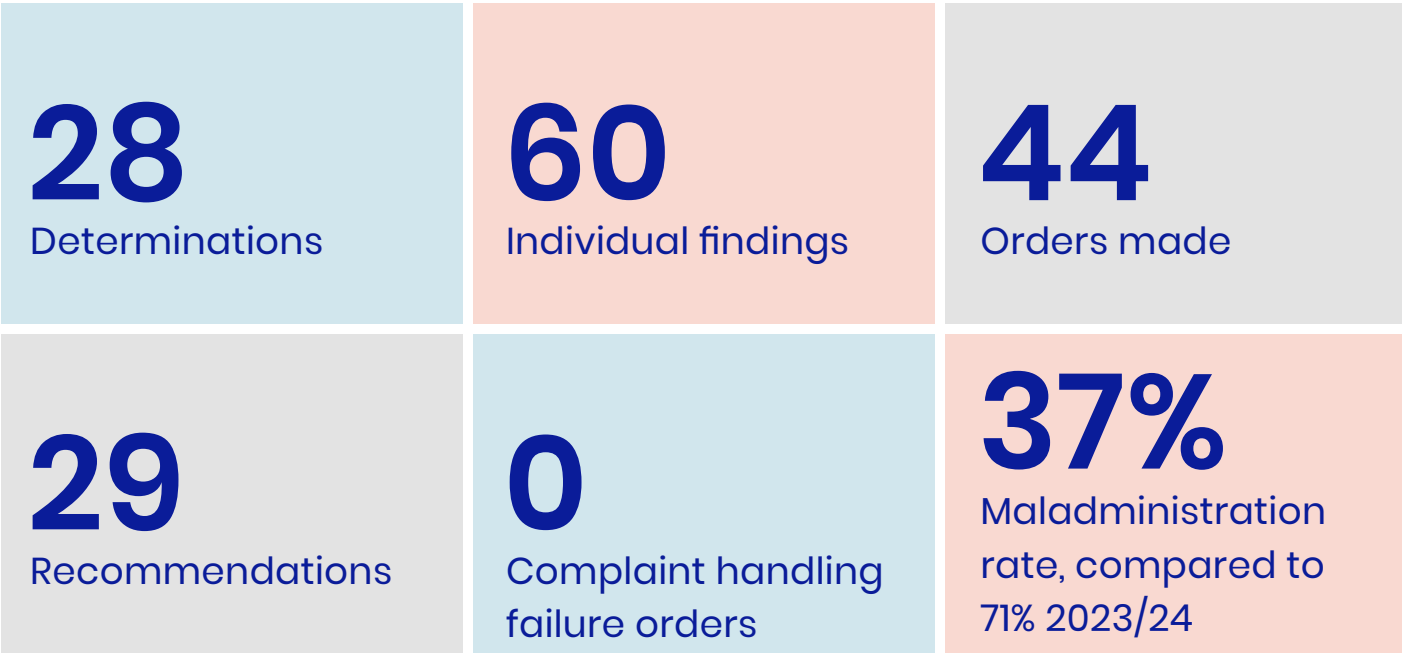 28
Determinations
60
Individual findings
44
Orders made
29
Recommendations
0
Complaint handling
failure orders
37%
Maladministration
rate, compared to
71% 2023/24